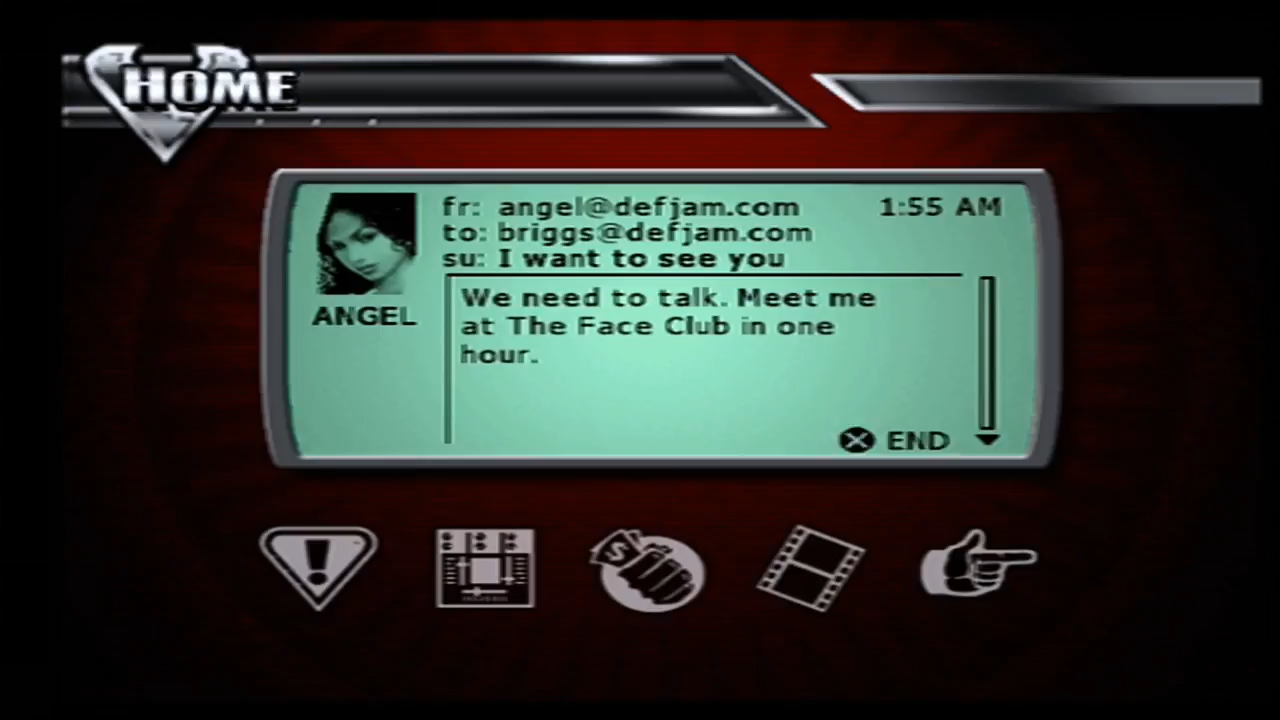 HOME
fr: angel@defjam.com 1:55 AM
to: briggs@defjam.com
su: I want to see you
ANGEL
We need to talk. Meet me
at The Face Club in one
hour.
END
$